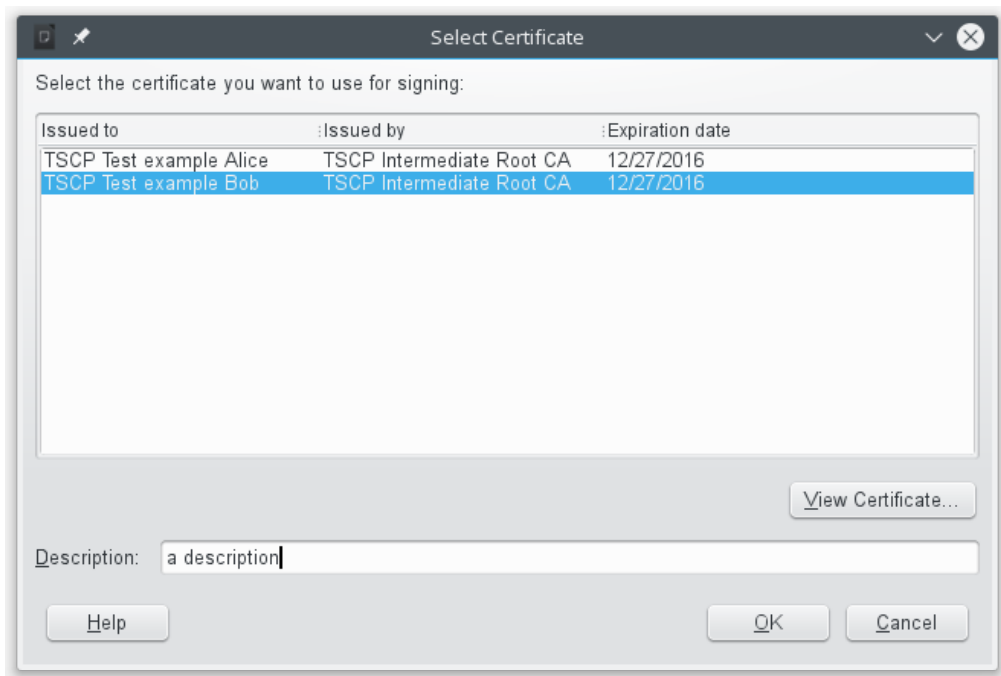 Select Certificate
Select the certificate you want to use for signing:
Issued to Issued by Expiration date
TSCP Test example Alice TSCP Intermediate Root CA 12/27/2016
TSCP Test example Bob TSCP Intermediate Root CA 12/27/2016
View Certificate...
Description: a description
Help OK Cancel